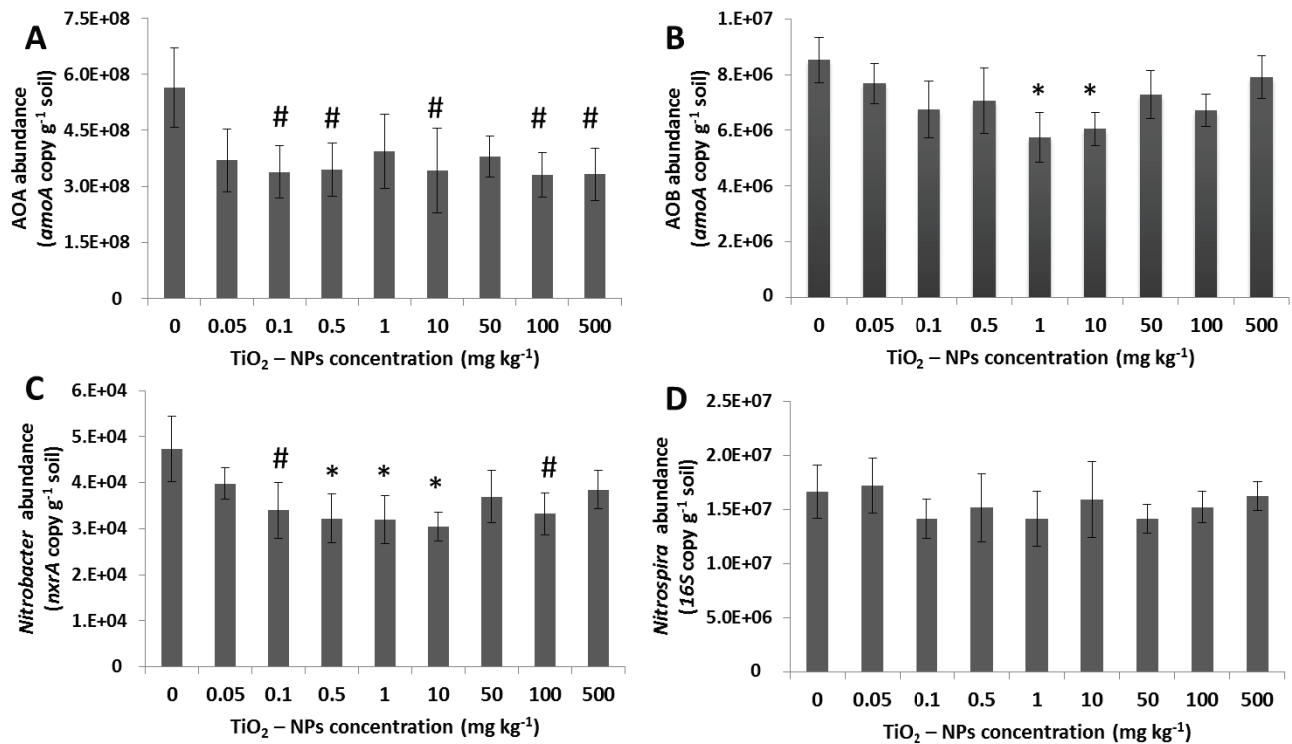 A
AOA abundance
(amoA copy g⁻¹ soil)
7.5E+08
6.0E+08
4.5E+08
3.0E+08
1.5E+08
0
# # # # #
0 0.05 0.1 0.5 1 10 50 100 500
TiO₂ – NPs concentration (mg kg⁻¹)
B
AOB abundance
(amoA copy g⁻¹ soil)
1.E+07
8.E+06
6.E+06
4.E+06
2.E+06
0
* *
0 0.05 0.1 0.5 1 10 50 100 500
TiO₂ – NPs concentration (mg kg⁻¹)
C
Nitrobacter abundance
(nxrA copy g⁻¹ soil)
6.E+04
5.E+04
4.E+04
3.E+04
2.E+04
1.E+04
0
# * * * #
0 0.05 0.1 0.5 1 10 50 100 500
TiO₂ – NPs concentration (mg kg⁻¹)
D
Nitrospira abundance
(16S copy g⁻¹ soil)
2.5E+07
2.0E+07
1.5E+07
1.0E+07
5.0E+06
0
0 0.05 0.1 0.5 1 10 50 100 500
TiO₂ – NPs concentration (mg kg⁻¹)